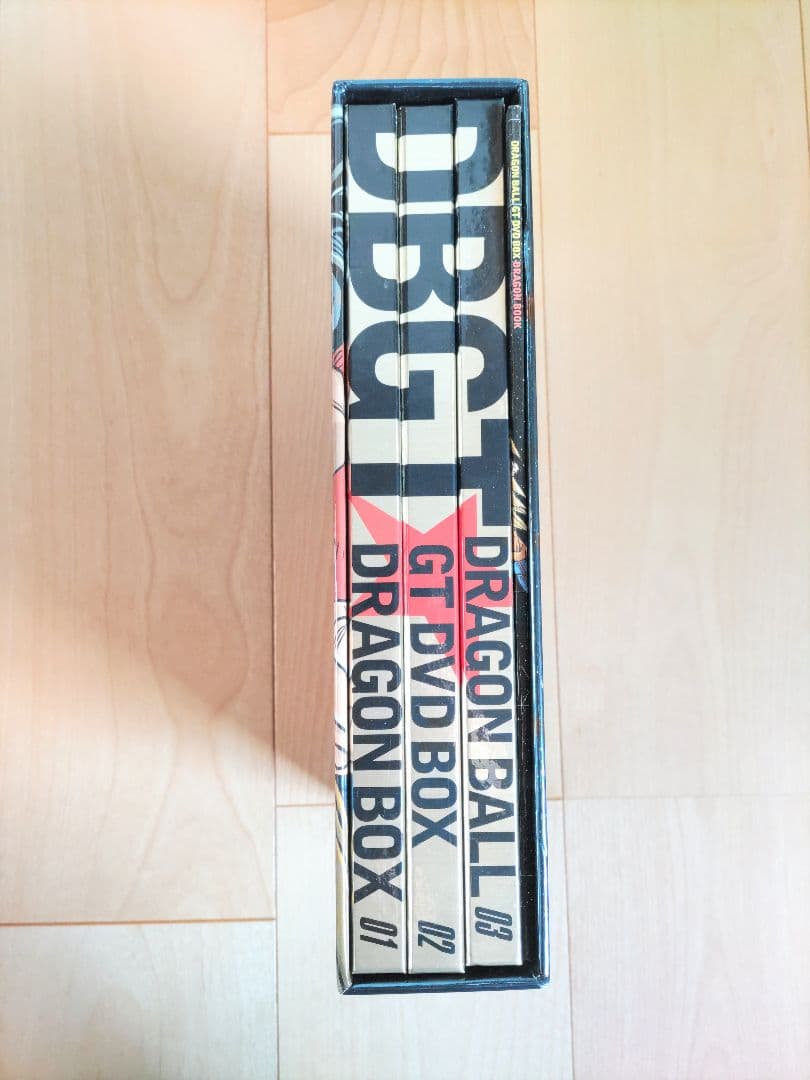 DBGT
DRAGON BALL
GT DVD BOX
DRAGON BOX
01
02
03
DRAGON BALL GT DVD BOX DRAGON BOOK